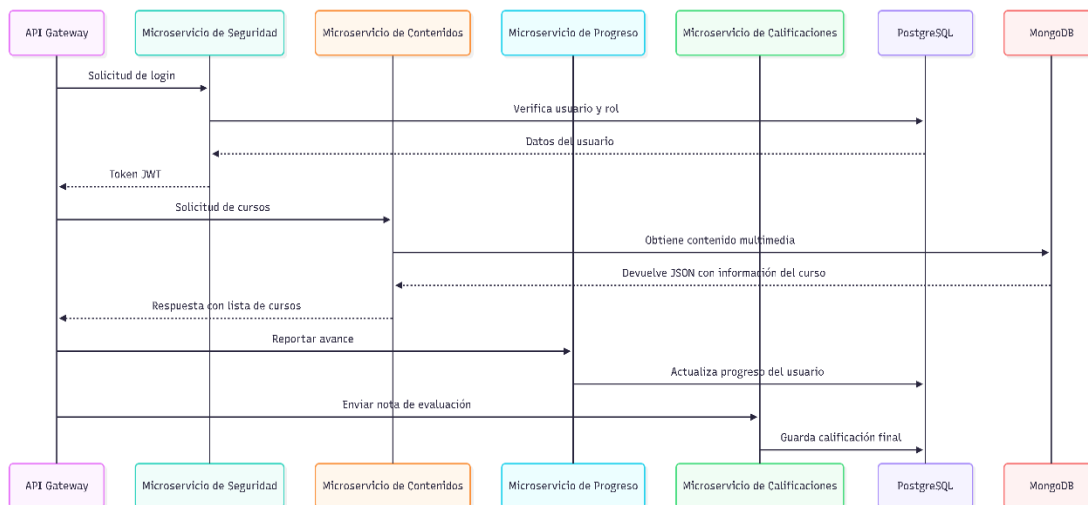 API Gateway
Microservicio de Seguridad
Microservicio de Contenidos
Microservicio de Progreso
Microservicio de Calificaciones
PostgreSQL
MongoDB
Solicitud de login
Verifica usuario y rol
Datos del usuario
Token JWT
Solicitud de cursos
Obtiene contenido multimedia
Devuelve JSON con información del curso
Respuesta con lista de cursos
Reportar avance
Actualiza progreso del usuario
Enviar nota de evaluación
Guarda calificación final
API Gateway
Microservicio de Seguridad
Microservicio de Contenidos
Microservicio de Progreso
Microservicio de Calificaciones
PostgreSQL
MongoDB